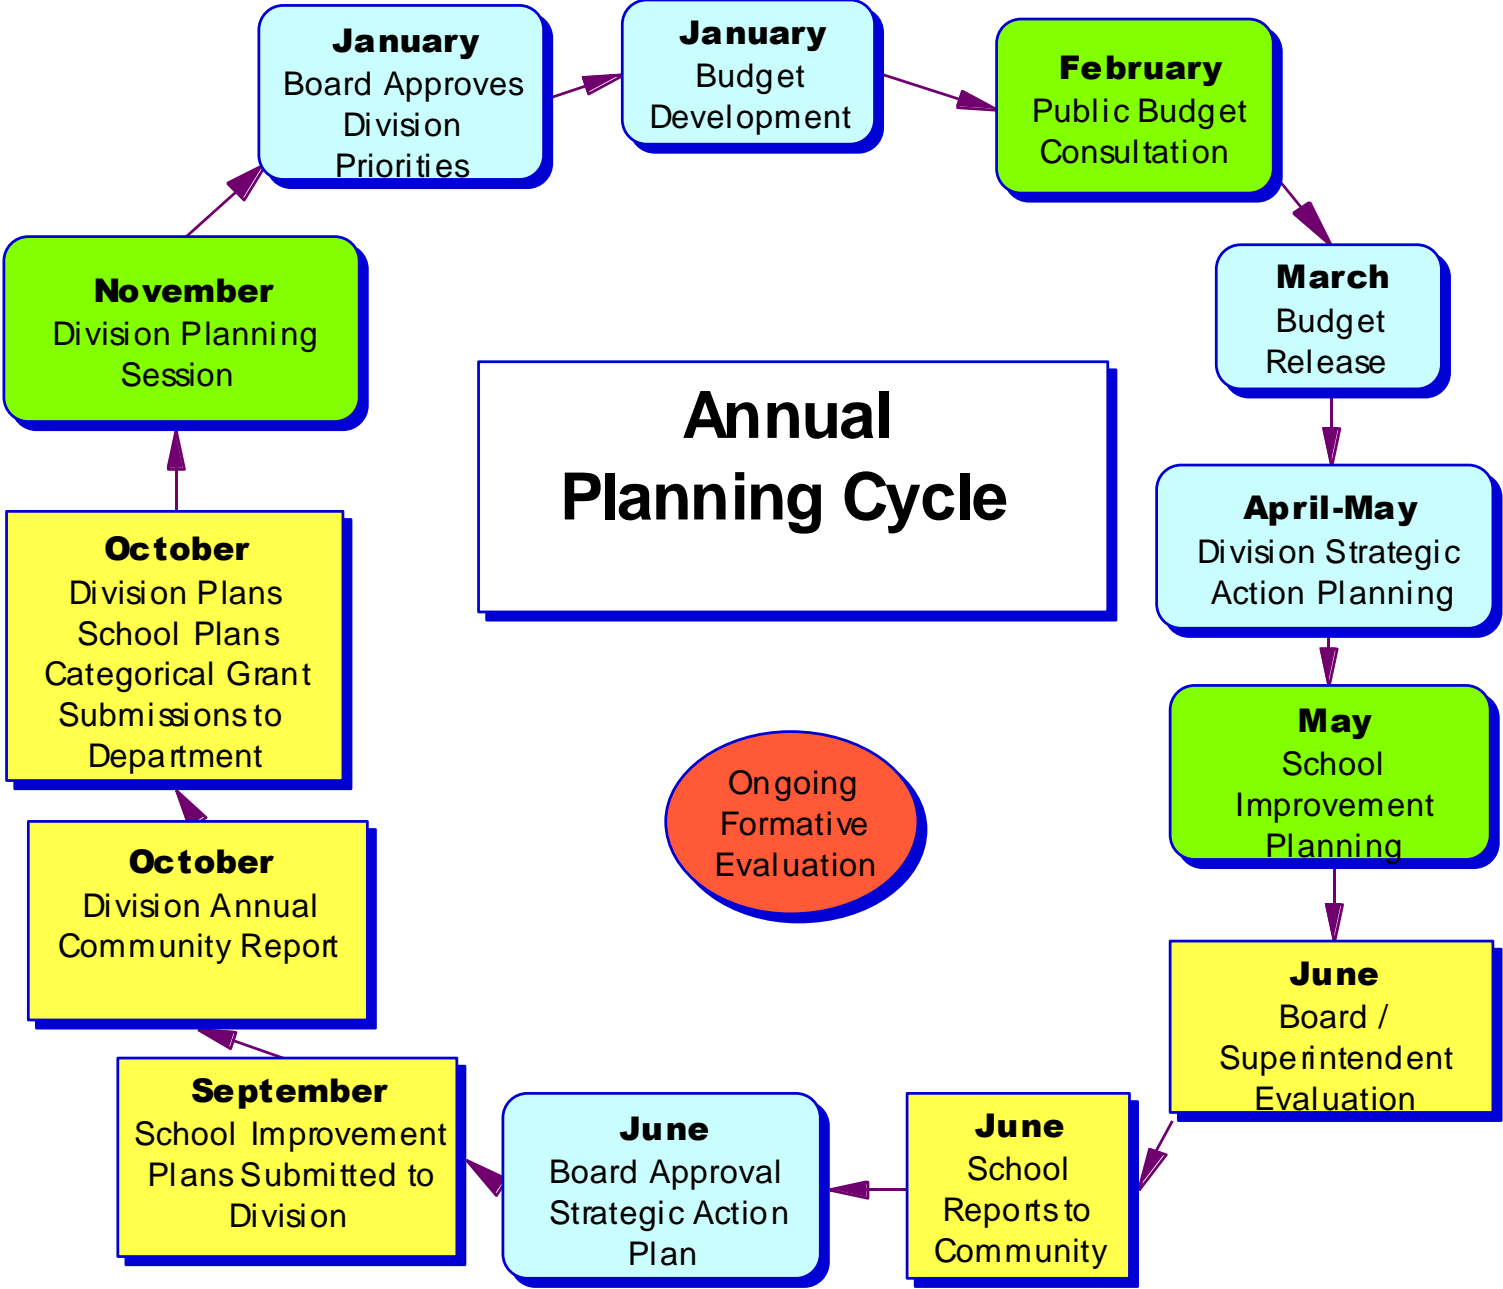 January
Board Approves
Division
Priorities
January
Budget
Development
February
Public Budget
Consultation
March
Budget
Release
April-May
Division Strategic
Action Planning
May
School
Improvement
Planning
June
Board /
Superintendent
Evaluation
June
School
Reports to
Community
June
Board Approval
Strategic Action
Plan
September
School Improvement
Plans Submitted to
Division
October
Division Annual
Community Report
October
Division Plans
School Plans
Categorical Grant
Submissions to
Department
November
Division Planning
Session
Annual
Planning Cycle
Ongoing
Formative
Evaluation